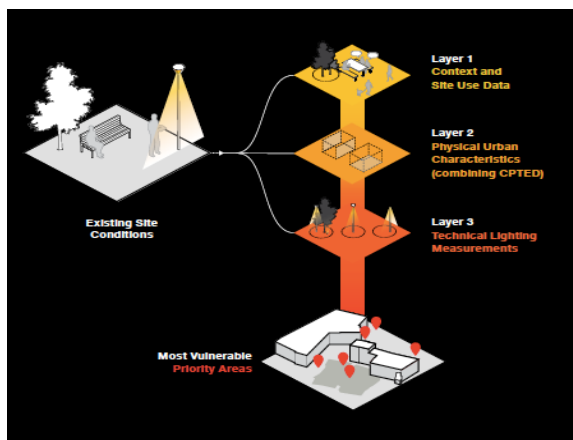 Layer 1
Context and
Site Use Data
Layer 2
Physical Urban
Characteristics
(combining CPTED)
Existing Site
Conditions
Layer 3
Technical Lighting
Measurements
Most Vulnerable
Priority Areas